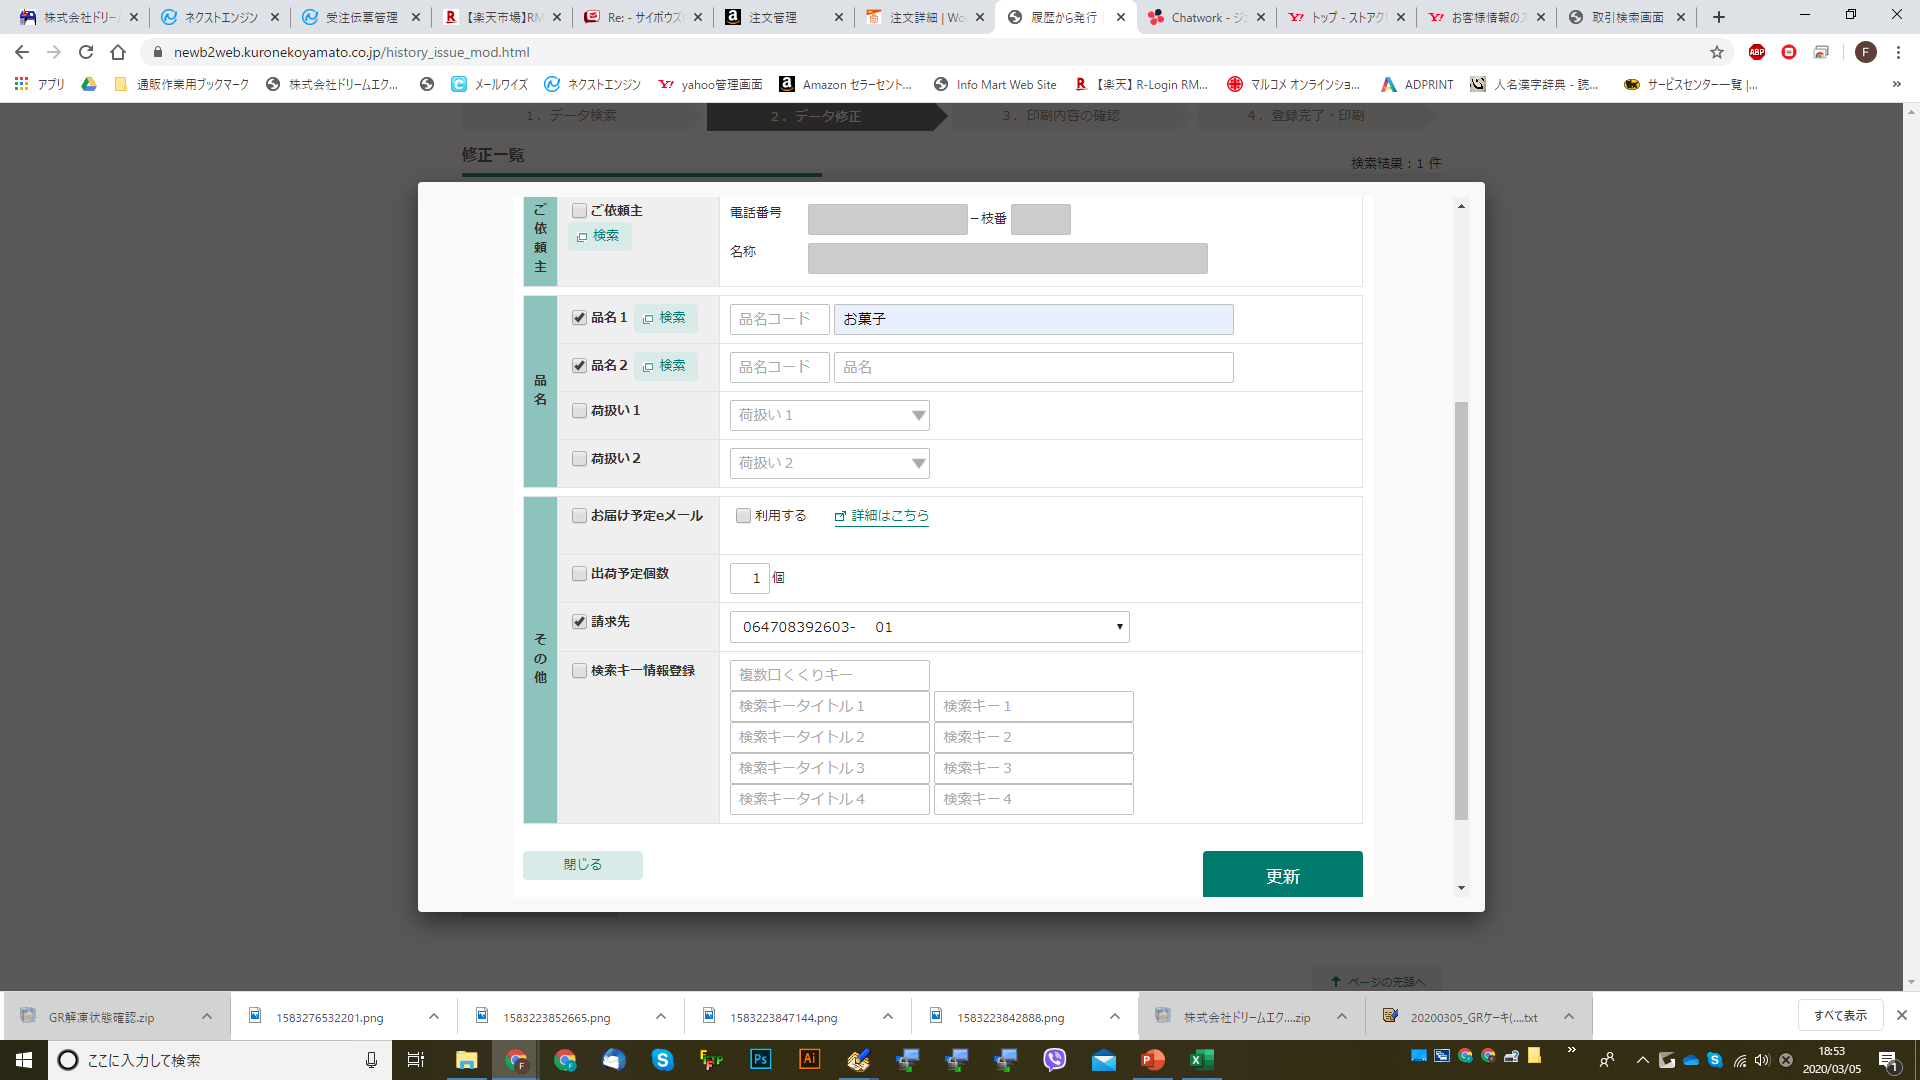 株式会社ドリーム
ネクストエンジン
受注伝票管理
【楽天市場】RM
Re: - サイボウズ
注文管理
注文詳細 | Wo
履歴から発行
Chatwork - ジ
トップ - ストアク
お客様情報の
取引検索画面
newb2web.kuronekoyamato.co.jp/history_issue_mod.html
アプリ
通販作業用ブックマーク
株式会社ドリームエク...
メールワイズ
ネクストエンジン
yahoo管理画面
Amazon セラーセント...
Info Mart Web Site
【楽天】R-Login RM...
マルコメ オンラインショ...
ADPRINT
人名漢字辞典 - 読...
サービスセンター一覧 |...
»
1. データ検索
2. データ修正
3. 印刷内容の確認
4. 登録完了・印刷
修正一覧
検索結果:1 件
ご依頼主
ご依頼主
検索
電話番号
－枝番
名称
品名
品名1
検索
品名コード
お菓子
品名2
検索
品名コード
品名
荷扱い1
荷扱い1
荷扱い2
荷扱い2
その他
お届け予定eメール
利用する
詳細はこちら
出荷予定個数
1 個
請求先
064708392603- 01
検索キー情報登録
複数口くくりキー
検索キータイトル1
検索キー1
検索キータイトル2
検索キー2
検索キータイトル3
検索キー3
検索キータイトル4
検索キー4
閉じる
更新
ページの先頭へ
GR解凍状態確認.zip
1583276532201.png
1583223852665.png
1583223847144.png
1583223842888.png
株式会社ドリームエク....zip
20200305_GRケーキ(....txt
すべて表示
ここに入力して検索
18:53
2020/03/05